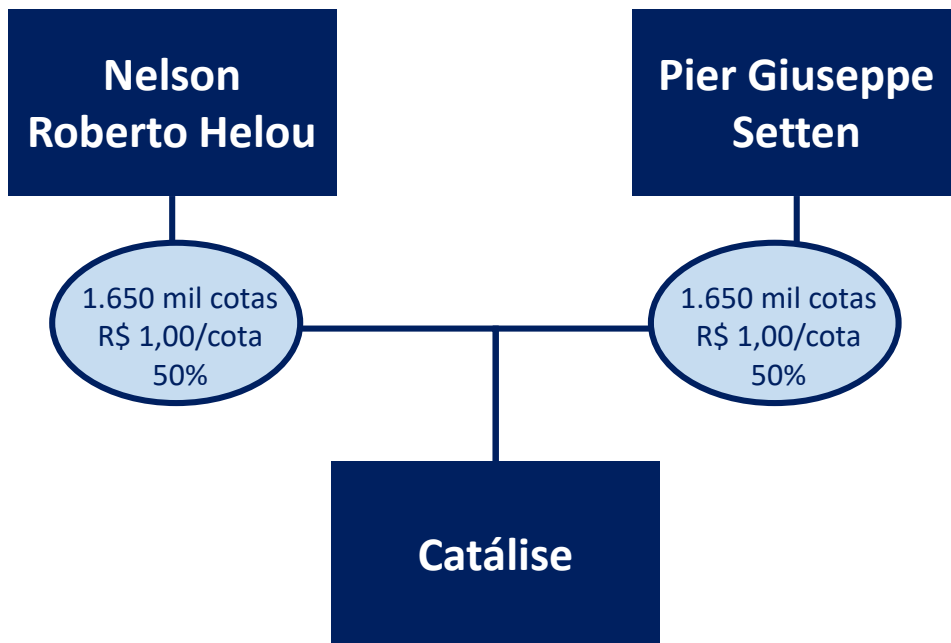 Nelson
Roberto Helou
Pier Giuseppe
Setten
1.650 mil cotas
R$ 1,00/cota
50%
1.650 mil cotas
R$ 1,00/cota
50%
Catálise